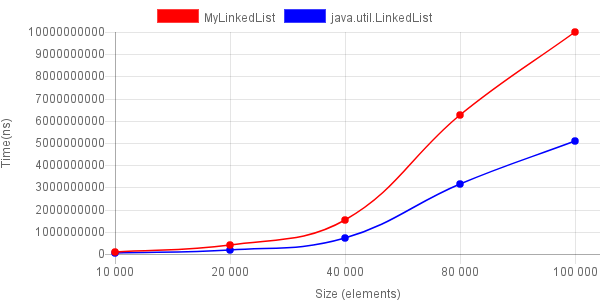 MyLinkedList java.util.LinkedList
Time(ns)
10000000000
9000000000
8000000000
7000000000
6000000000
5000000000
4000000000
3000000000
2000000000
1000000000
0
10 000 20 000 40 000 80 000 100 000
Size (elements)